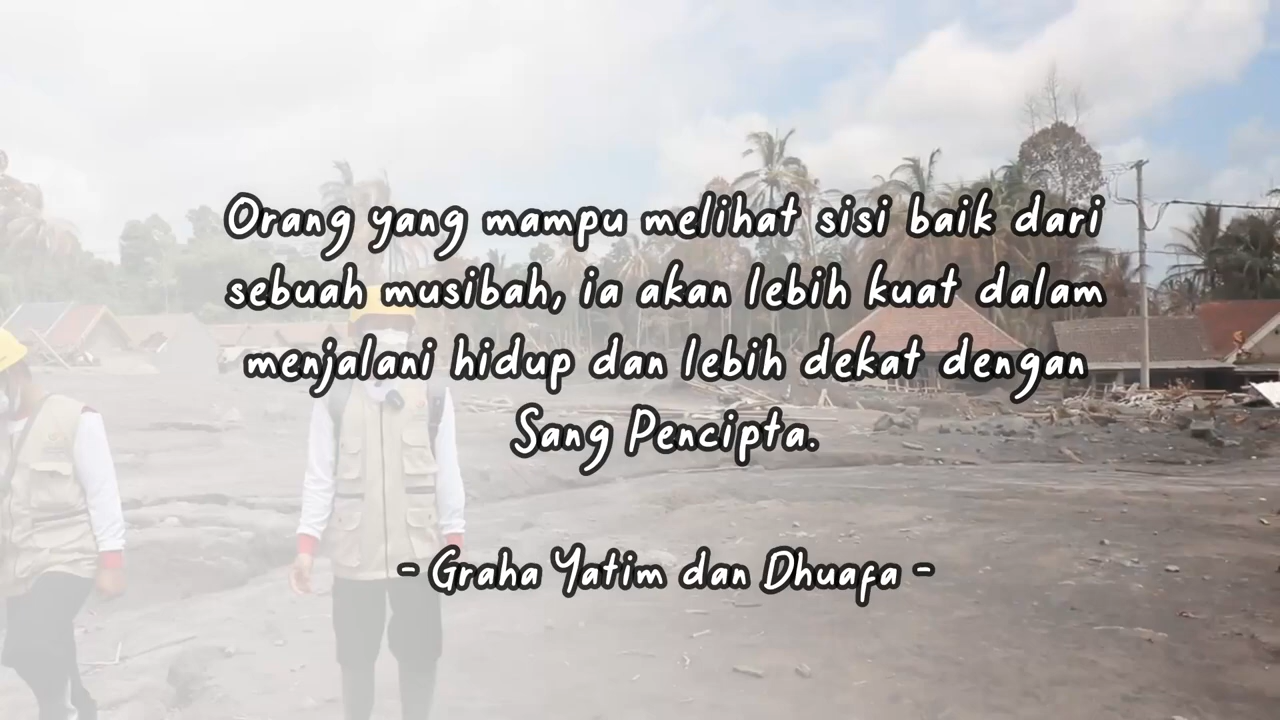 Orang yang mampu melihat sisi baik dari
sebuah musibah, ia akan lebih kuat dalam
menjalani hidup dan lebih dekat dengan
Sang Pencipta.
- Graha Yatim dan Dhuafa -